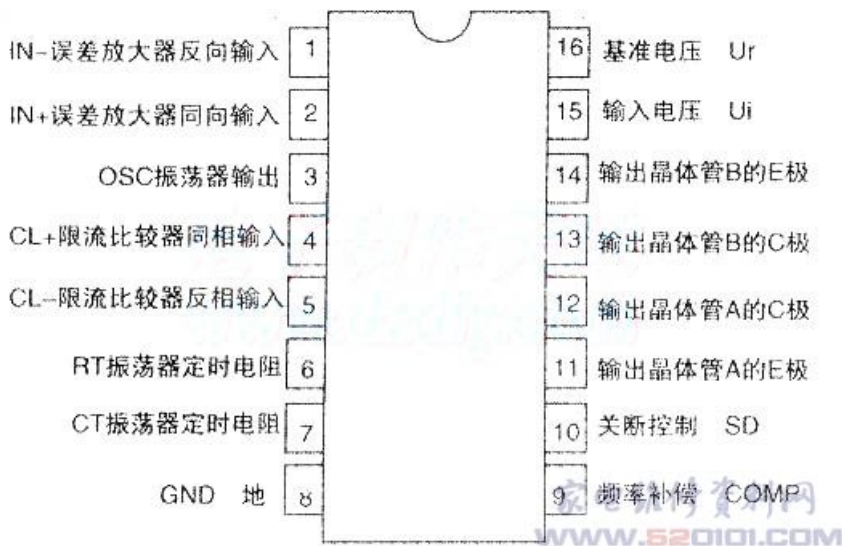 IN-误差放大器反向输入 1
16 基准电压 Ur
IN+误差放大器同向输入 2
15 输入电压 Ui
OSC振荡器输出 3
14 输出晶体管B的E极
CL+限流比较器同相输入 4
13 输出晶体管B的C极
CL-限流比较器反相输入 5
12 输出晶体管A的C极
RT振荡器定时电阻 6
11 输出晶体管A的E极
CT振荡器定时电阻 7
10 关断控制 SD
GND 地 8
9 频率补偿 COMP
家电维修资料网
WWW.520101.COM